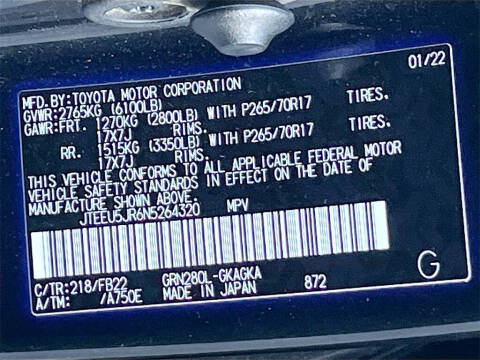 01/22
MFD.BY:TOYOTA MOTOR CORPORATION
GVWR:2765KG (6100LB)
GAWR:FRT. 1270KG (2800LB) WITH P265/70R17 TIRES.
17X7J RIMS.
RR. 1515KG (3350LB) WITH P265/70R17 TIRES.
17X7J RIMS.
THIS VEHICLE CONFORMS TO ALL APPLICABLE FEDERAL MOTOR
VEHICLE SAFETY STANDARDS IN EFFECT ON THE DATE OF
MANUFACTURE SHOWN ABOVE.
JTEEU5JR6N5264320 MPV
C/TR:218/FB22 GRN280L-GKAGKA
A/TM: /A750E MADE IN JAPAN 872
G